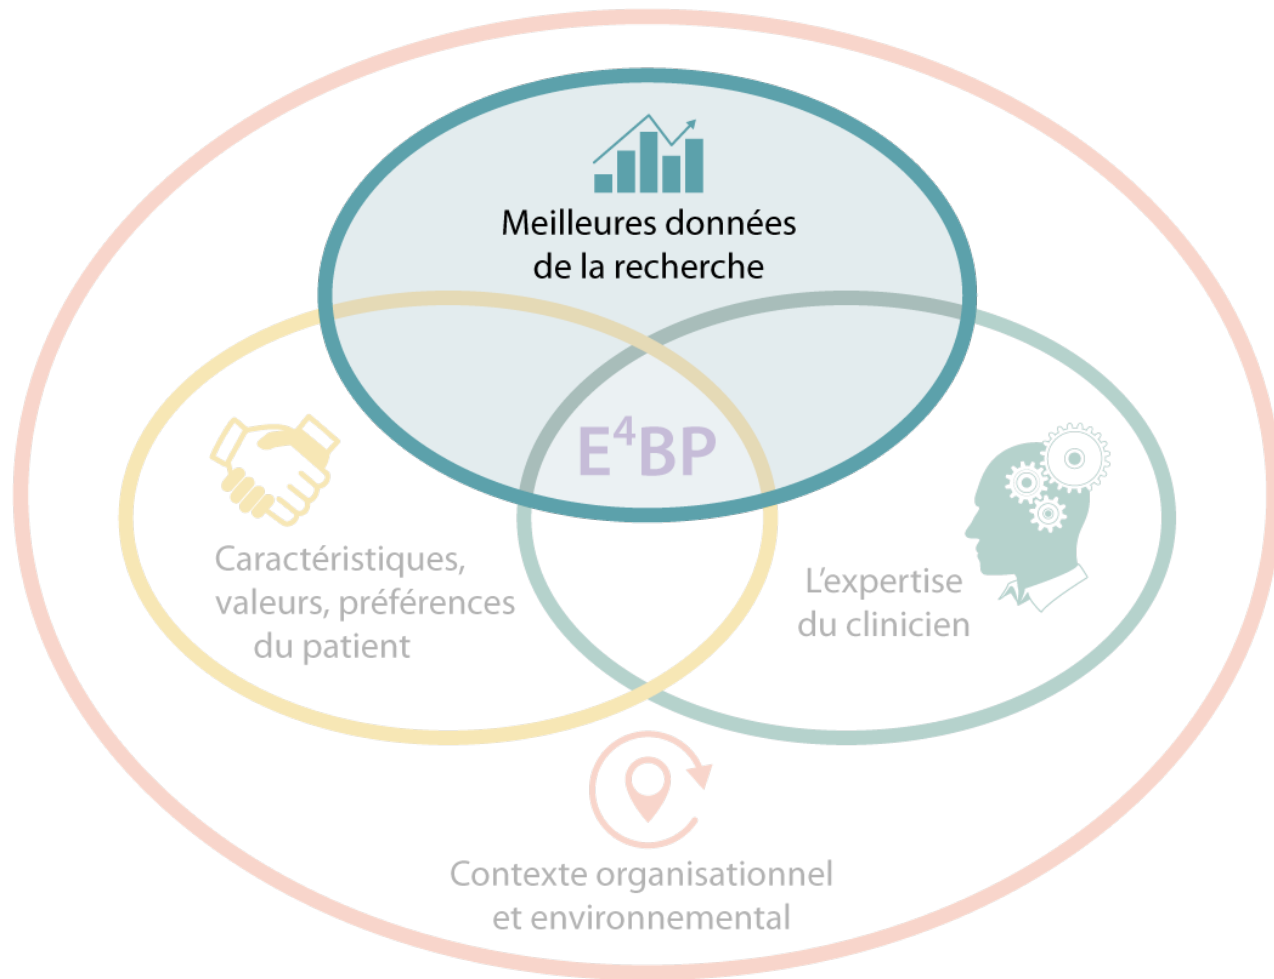 Meilleures données
de la recherche
E⁴BP
Caractéristiques,
valeurs, préférences
du patient
L'expertise
du clinicien
Contexte organisationnel
et environnemental